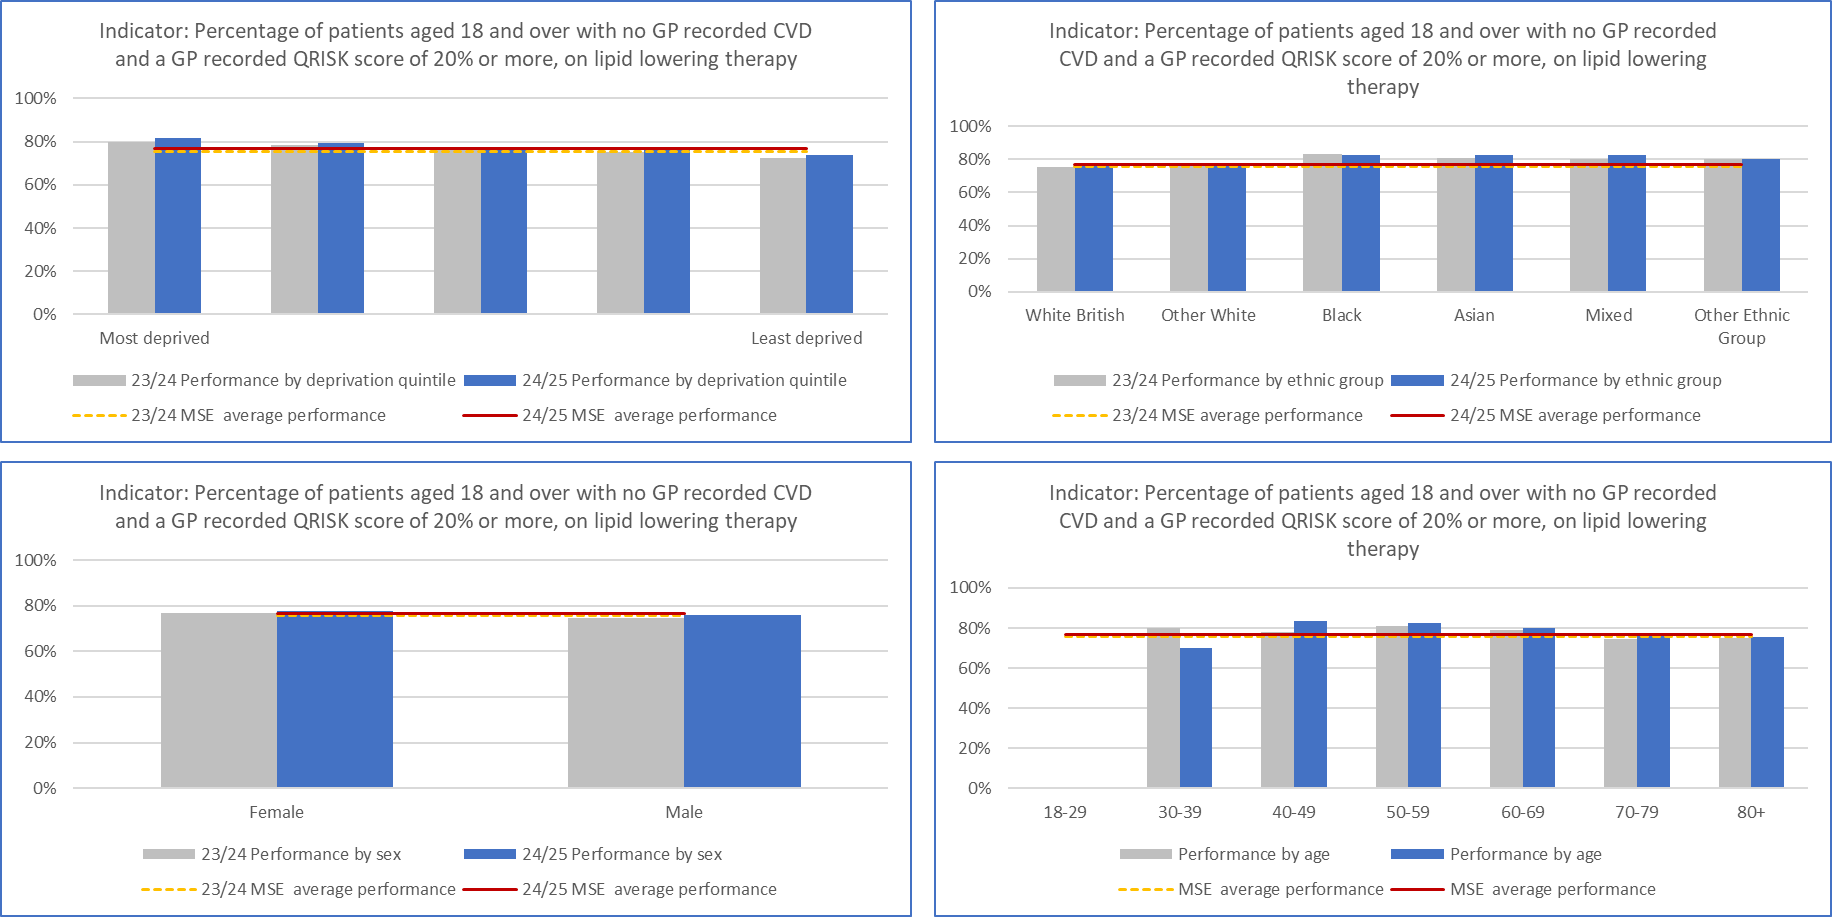 Indicator: Percentage of patients aged 18 and over with no GP recorded CVD
and a GP recorded QRISK score of 20% or more, on lipid lowering therapy
100%
80%
60%
40%
20%
0%
Most deprived
Least deprived
23/24 Performance by deprivation quintile
24/25 Performance by deprivation quintile
23/24 MSE average performance
24/25 MSE average performance
Indicator: Percentage of patients aged 18 and over with no GP recorded
CVD and a GP recorded QRISK score of 20% or more, on lipid lowering
therapy
100%
80%
60%
40%
20%
0%
White British
Other White
Black
Asian
Mixed
Other Ethnic
Group
23/24 Performance by ethnic group
24/25 Performance by ethnic group
23/24 MSE average performance
24/25 MSE average performance
Indicator: Percentage of patients aged 18 and over with no GP recorded CVD
and a GP recorded QRISK score of 20% or more, on lipid lowering therapy
100%
80%
60%
40%
20%
0%
Female
Male
23/24 Performance by sex
24/25 Performance by sex
23/24 MSE average performance
24/25 MSE average performance
Indicator: Percentage of patients aged 18 and over with no GP recorded
CVD and a GP recorded QRISK score of 20% or more, on lipid lowering
therapy
100%
80%
60%
40%
20%
0%
18-29
30-39
40-49
50-59
60-69
70-79
80+
Performance by age
Performance by age
MSE average performance
MSE average performance